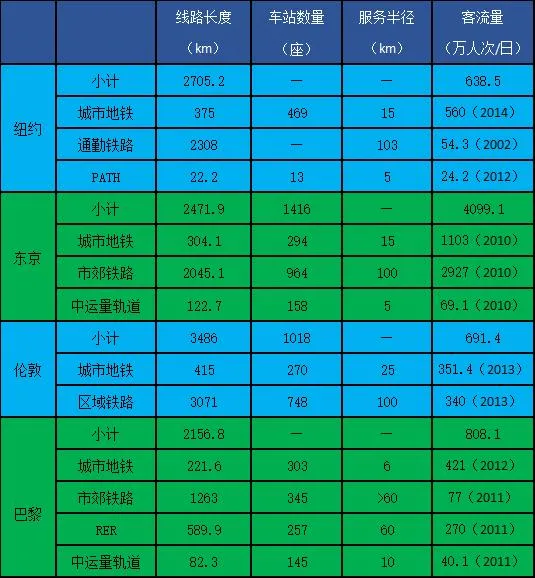 线路长度 车站数量 服务半径 客流量
（km） （座） （km） （万人次/日）
纽约
小计 2705.2 — — 638.5
城市地铁 375 469 15 560（2014）
通勤铁路 2308 — 103 54.3（2002）
PATH 22.2 13 5 24.2（2012）
东京
小计 2471.9 1416 — 4099.1
城市地铁 304.1 294 15 1103（2010）
市郊铁路 2045.1 964 100 2927（2010）
中运量轨道 122.7 158 5 69.1（2010）
伦敦
小计 3486 1018 — 691.4
城市地铁 415 270 25 351.4（2013）
区域铁路 3071 748 100 340（2013）
巴黎
小计 2156.8 — — 808.1
城市地铁 221.6 303 6 421（2012）
市郊铁路 1263 345 >60 77（2011）
RER 589.9 257 60 270（2011）
中运量轨道 82.3 145 10 40.1（2011）